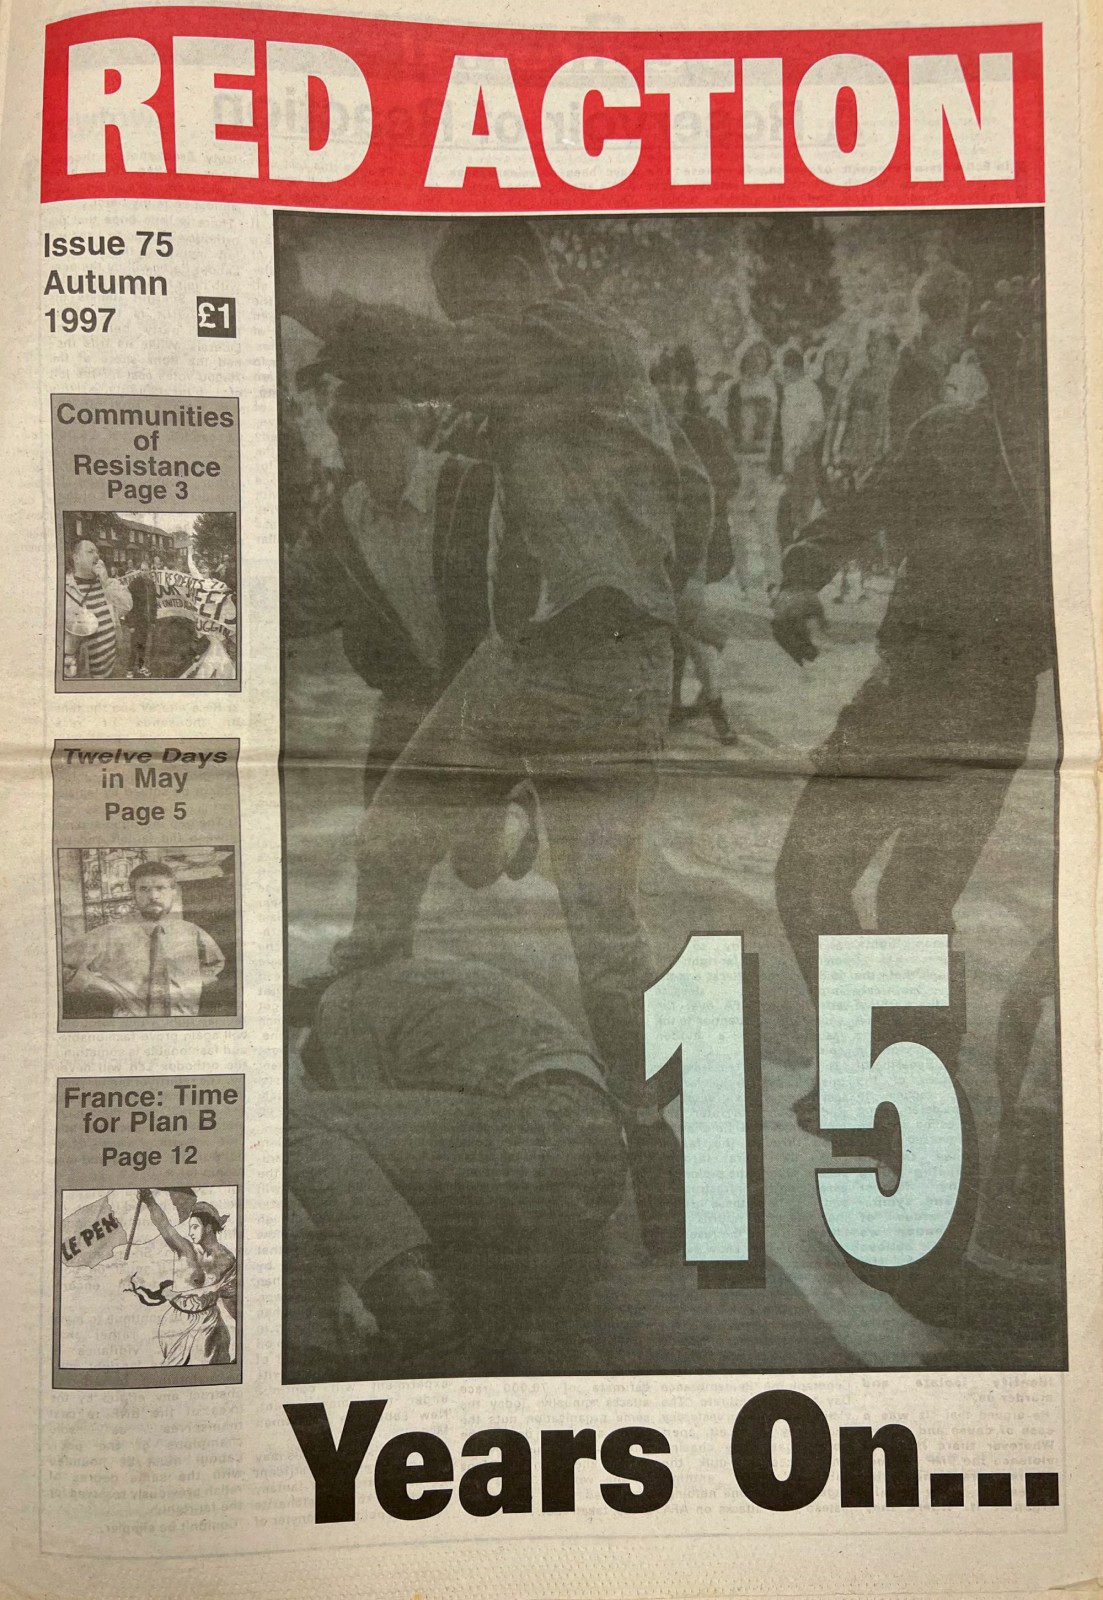 RED ACTION
Issue 75
Autumn
1997
£1
Communities
of
Resistance
Page 3
Twelve Days
in May
Page 5
France: Time
for Plan B
Page 12
LE PEN
15
Years On...